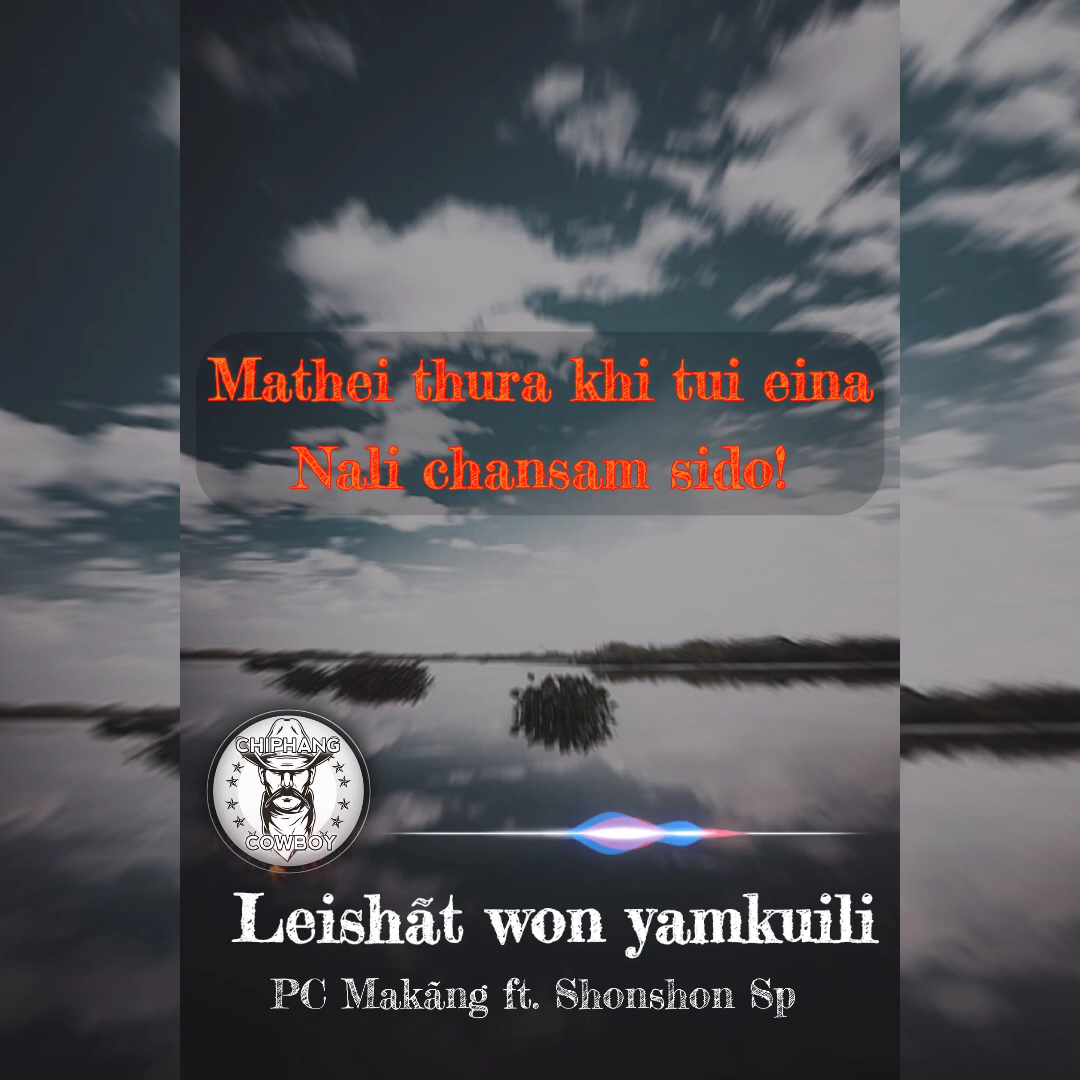 Mathei thura khi tui eina
Nali chansam sido!
CHIPHANG
COWBOY
Leishãt won yamkuili
PC Makãng ft. Shonshon Sp